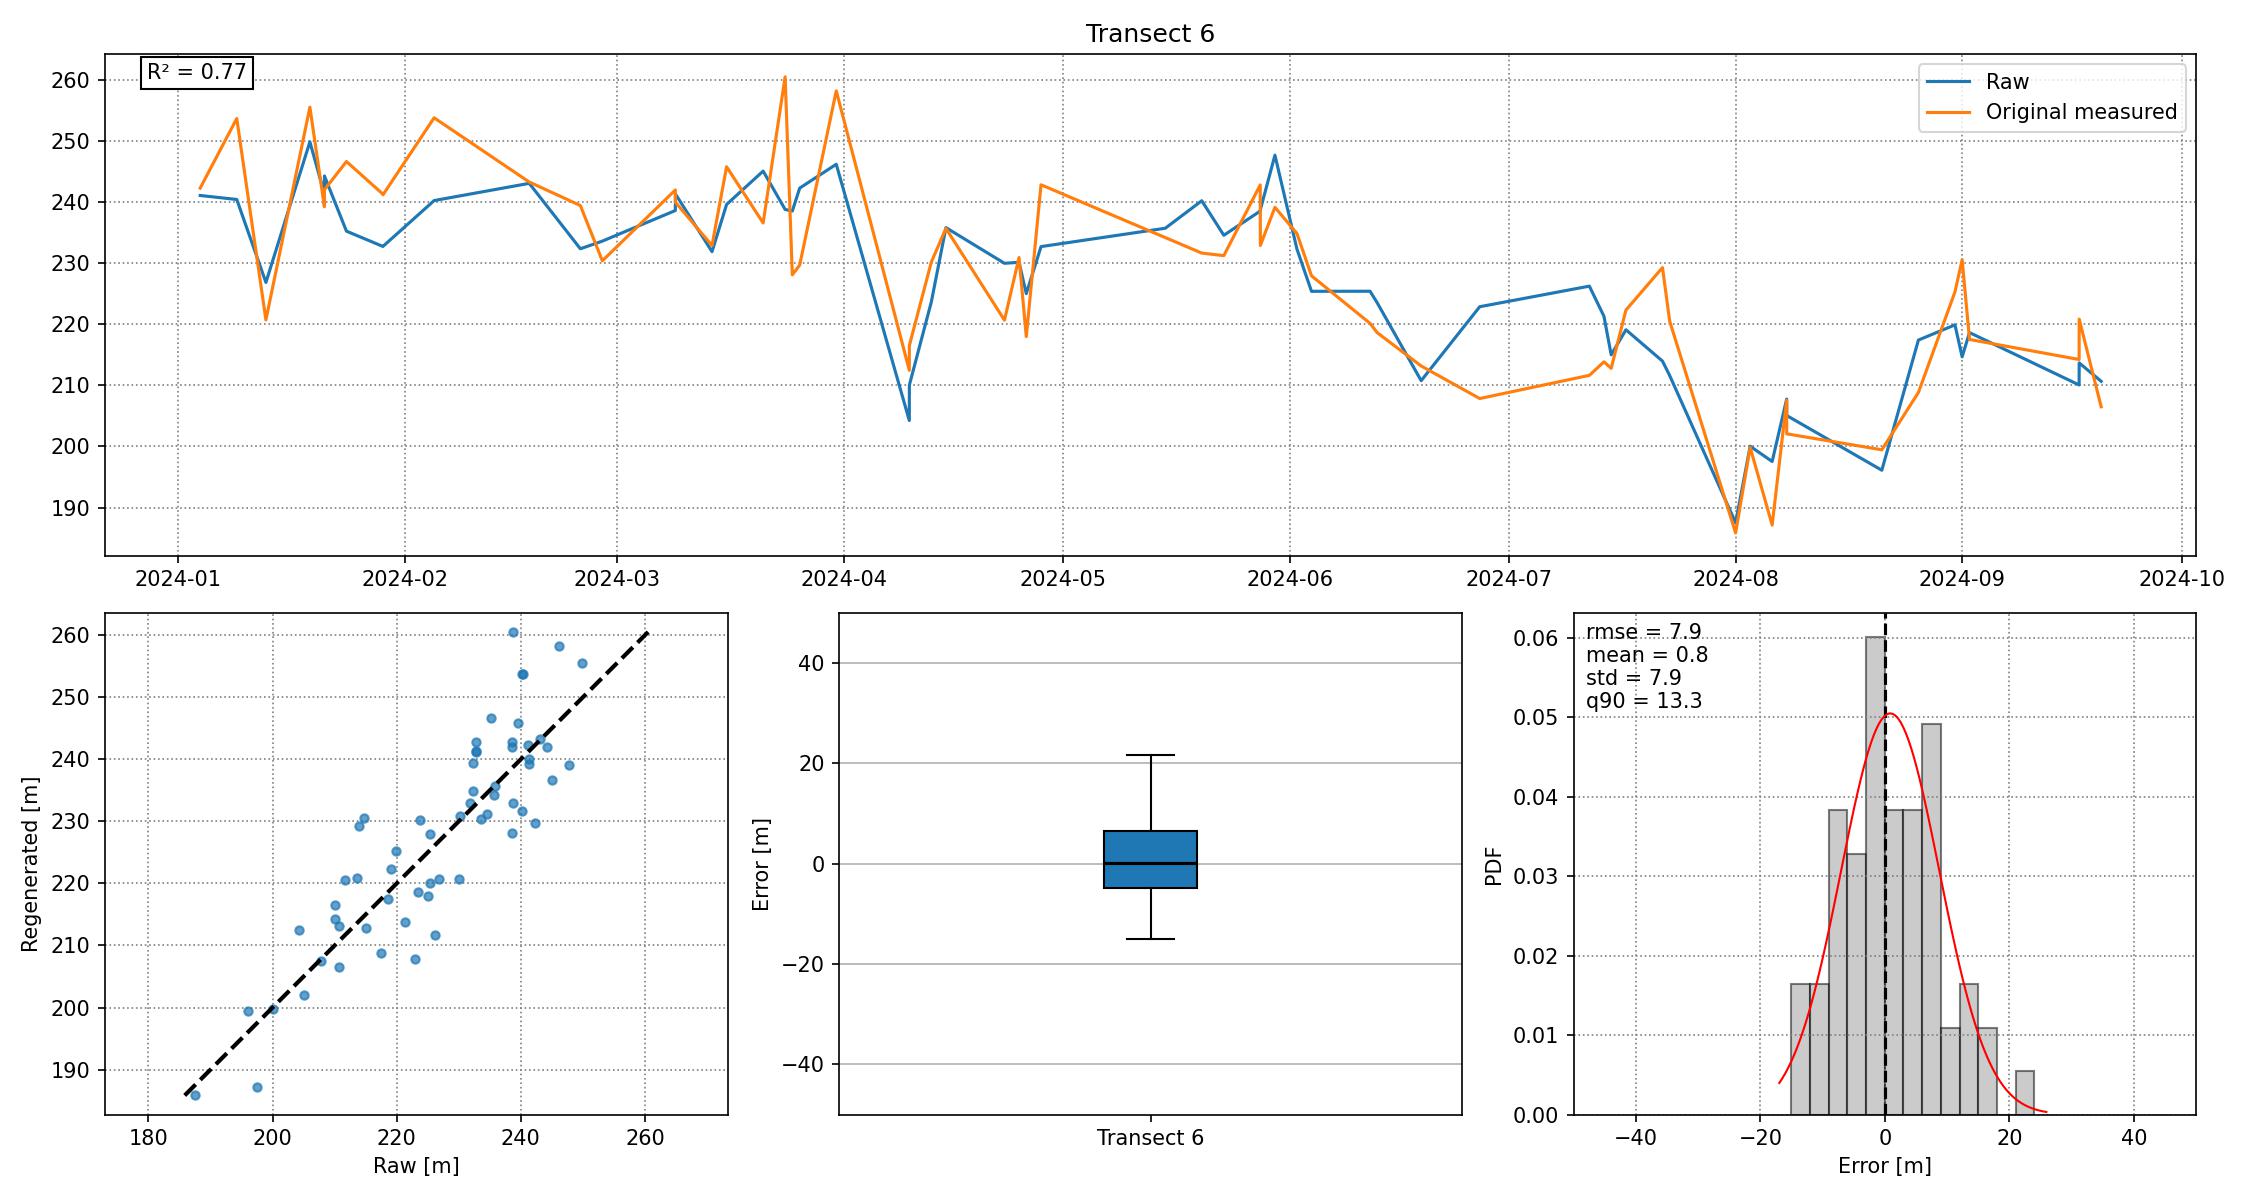 Transect 6
R² = 0.77
Raw
Original measured
260
250
240
230
220
210
200
190
2024-01 2024-02 2024-03 2024-04 2024-05 2024-06 2024-07 2024-08 2024-09 2024-10
Regenerated [m]
260
250
240
230
220
210
200
190
180 200 220 240 260
Raw [m]
Error [m]
40
20
0
−20
−40
Transect 6
PDF
0.06
0.05
0.04
0.03
0.02
0.01
0.00
rmse = 7.9
mean = 0.8
std = 7.9
q90 = 13.3
−40 −20 0 20 40
Error [m]